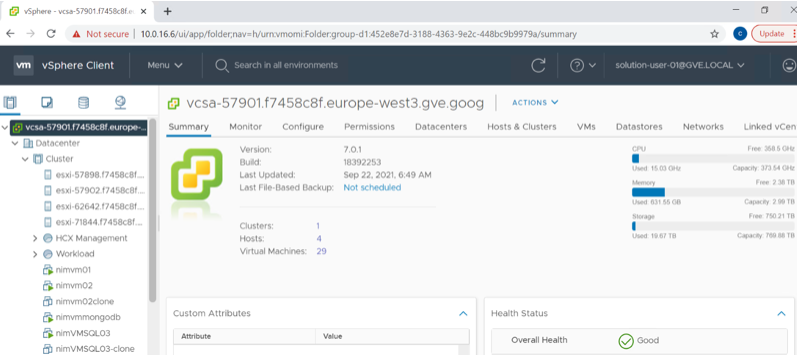 vSphere - vcsa-57901.f7458c8f.eu
Not secure
10.0.16.6/ui/app/folder;nav=h/urn:vmomi:Folder:group-d1:452e8e7d-3188-4363-9e2c-448bc9b9979a/summary
c
Update
vm vSphere Client
Menu
Search in all environments
solution-user-01@GVE.LOCAL
vcsa-57901.f7458c8f.europe-...
Datacenter
Cluster
esxi-57898.f7458c8f...
esxi-57902.f7458c8f...
esxi-62642.f7458c8f...
esxi-71844.f7458c8f...
HCX Management
Workload
nimvm01
nimvm02
nimvm02clone
nimvmmongodb
nimVMSQL03
nimVMSQL03-clone
vcsa-57901.f7458c8f.europe-west3.gve.goog
ACTIONS
Summary Monitor Configure Permissions Datacenters Hosts & Clusters VMs Datastores Networks Linked vCen
Version: 7.0.1
Build: 18392253
Last Updated: Sep 22, 2021, 6:49 AM
Last File-Based Backup: Not scheduled
Clusters: 1
Hosts: 4
Virtual Machines: 29
CPU Free: 358.5 GHz
Used: 15.03 GHz Capacity: 373.54 GHz
Memory Free: 2.38 TB
Used: 631.55 GB Capacity: 2.99 TB
Storage Free: 750.21 TB
Used: 19.67 TB Capacity: 769.88 TB
Custom Attributes
Attribute Value
Health Status
Overall Health Good